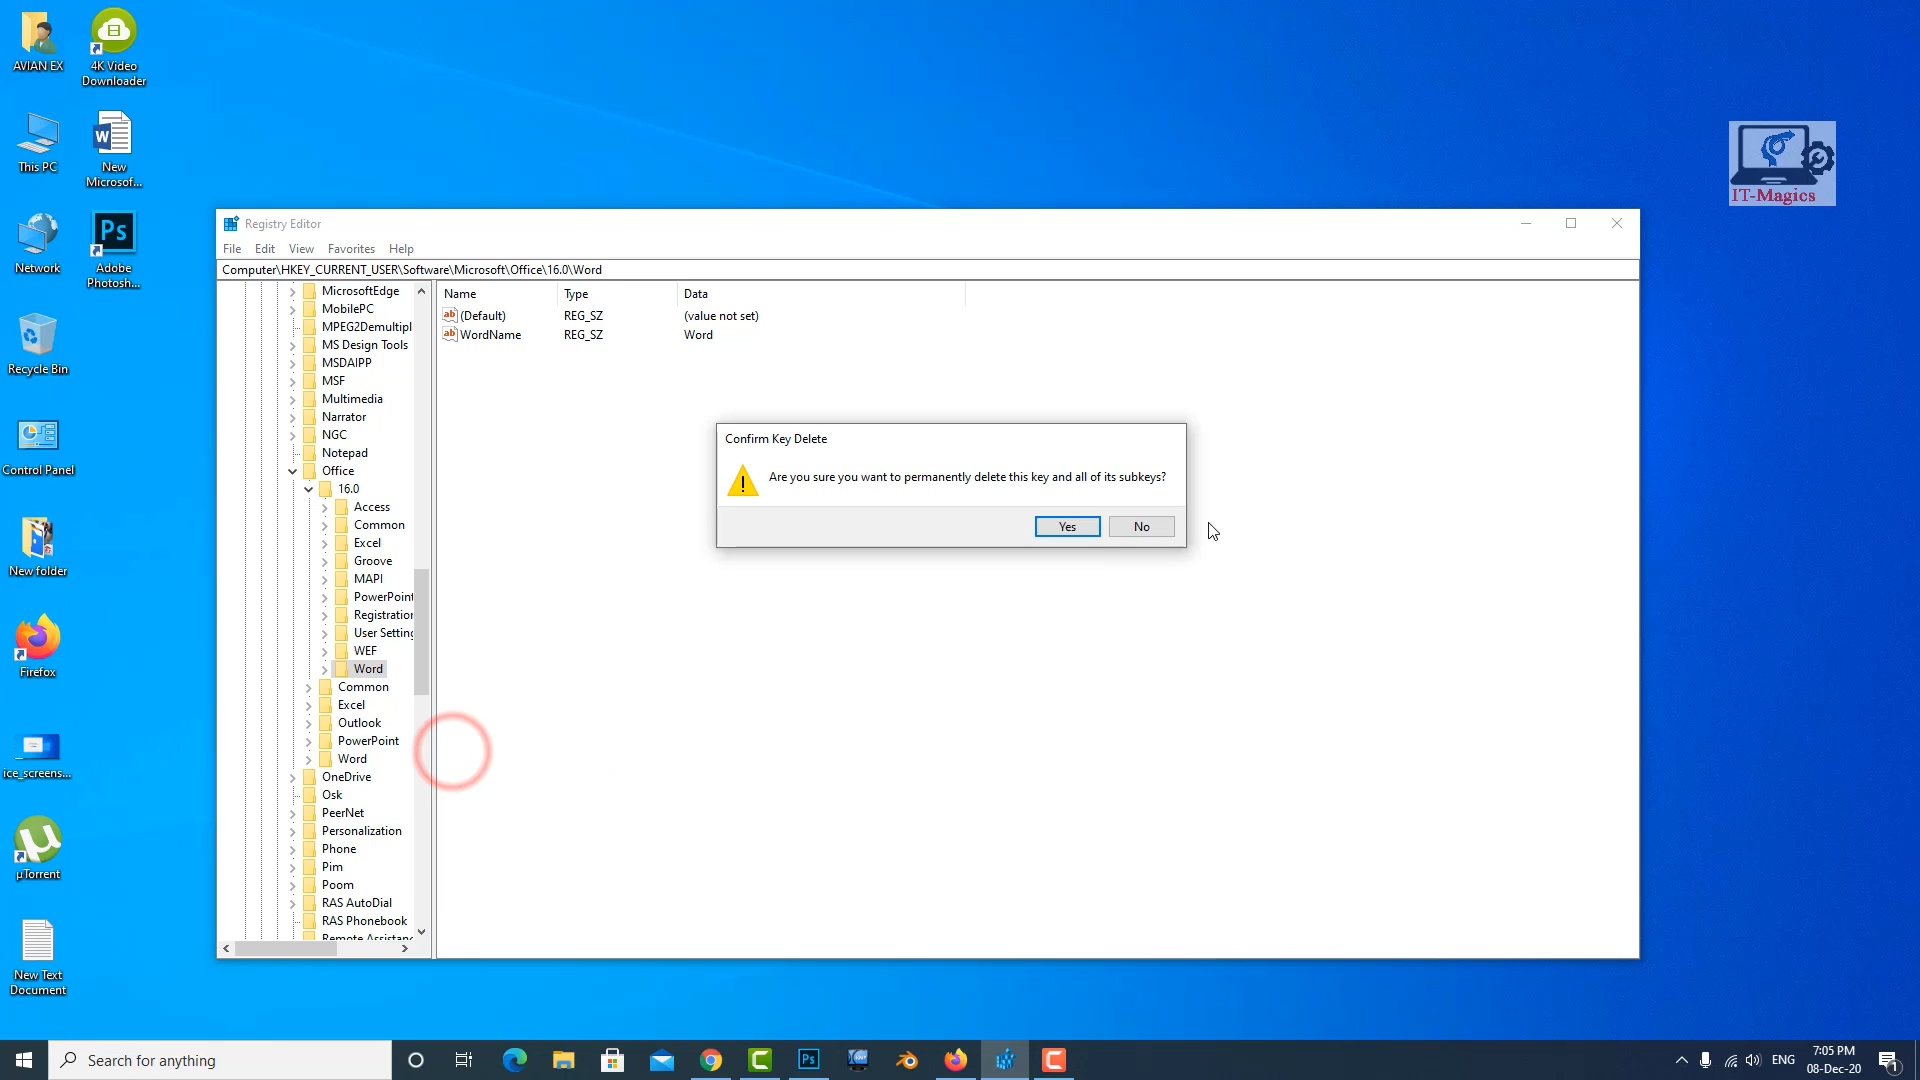 AVIAN EX
4K Video
Downloader
This PC
New
Microsof...
Network
Adobe
Photosh...
Recycle Bin
Control Panel
New folder
Firefox
ice_screens...
µTorrent
New Text
Document
IT-Magics
Registry Editor
File Edit View Favorites Help
Computer\HKEY_CURRENT_USER\Software\Microsoft\Office\16.0\Word
MicrosoftEdge
MobilePC
MPEG2Demultipl
MS Design Tools
MSDAIPP
MSF
Multimedia
Narrator
NGC
Notepad
Office
16.0
Access
Common
Excel
Groove
MAPI
PowerPoint
Registration
User Setting
WEF
Word
Common
Excel
Outlook
PowerPoint
Word
OneDrive
Osk
PeerNet
Personalization
Phone
Pim
Poom
RAS AutoDial
RAS Phonebook
Remote Assistanc
Name Type Data
(Default) REG_SZ (value not set)
WordName REG_SZ Word
Confirm Key Delete
Are you sure you want to permanently delete this key and all of its subkeys?
Yes No
Search for anything
ENG
7:05 PM
08-Dec-20
1